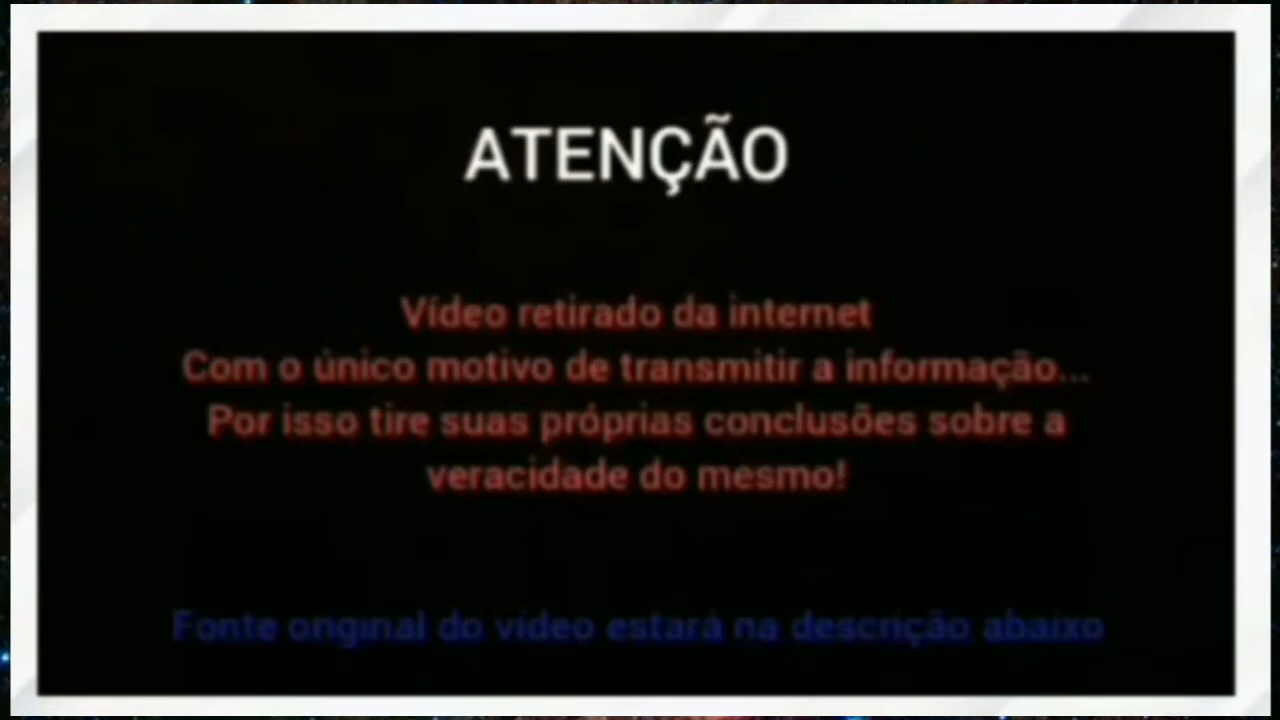 ATENÇÃO
Vídeo retirado da internet
Com o único motivo de transmitir a informação...
Por isso tire suas próprias conclusões sobre a
veracidade do mesmo!
Fonte original do vídeo estará na descrição abaixo